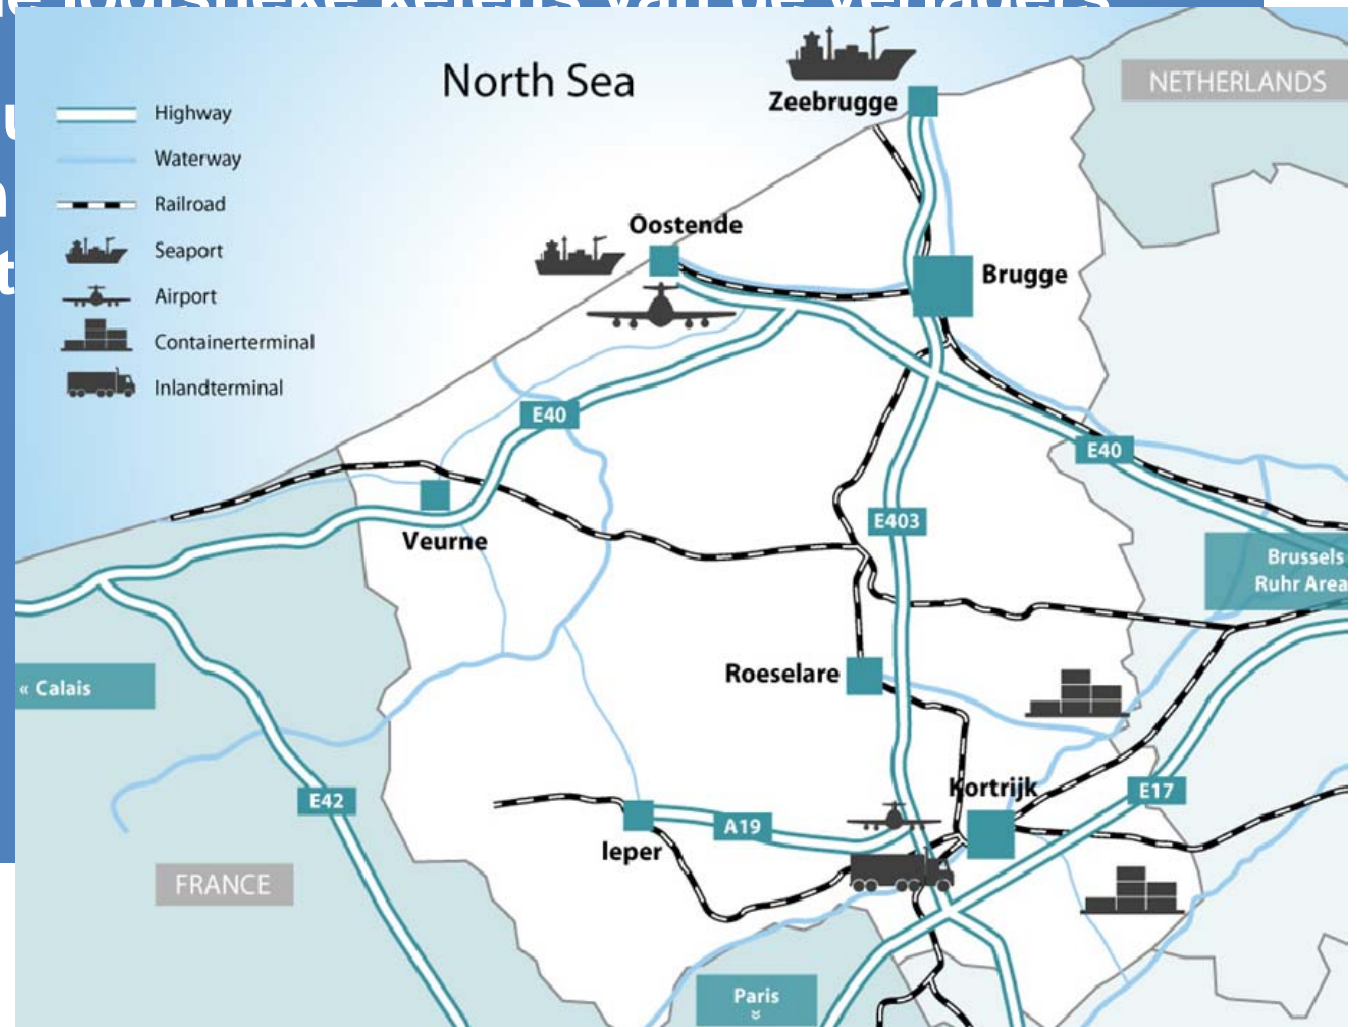 North Sea
NETHERLANDS
Zeebrugge
Highway
Waterway
Railroad
Seaport
Airport
Containerterminal
Inlandterminal
Oostende
Brugge
E40
E40
Veurne
E403
Brussels
Ruhr Area
Roeselare
« Calais
Kortrijk
E17
E42
A19
Ieper
FRANCE
Paris
»